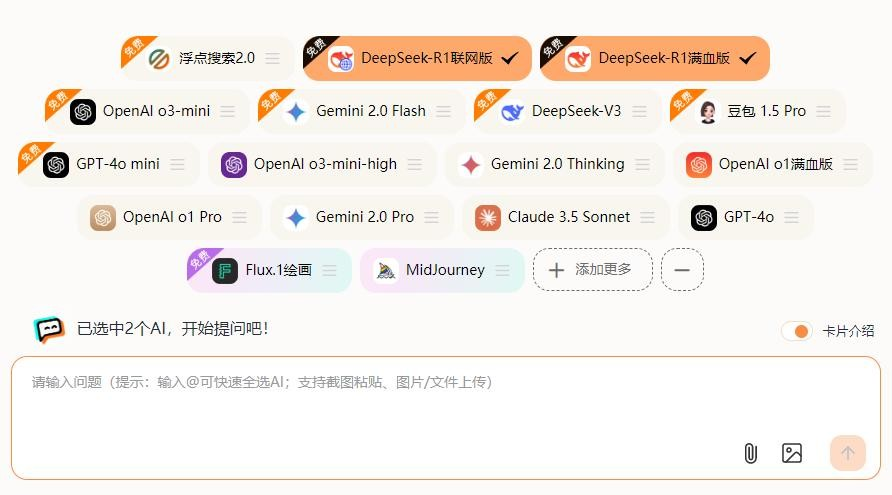 免费 浮点搜索2.0 免费 DeepSeek-R1联网版 免费 DeepSeek-R1满血版
免费 OpenAI o3-mini 免费 Gemini 2.0 Flash 免费 DeepSeek-V3 免费 豆包 1.5 Pro
免费 GPT-4o mini OpenAI o3-mini-high Gemini 2.0 Thinking OpenAI o1满血版
OpenAI o1 Pro Gemini 2.0 Pro Claude 3.5 Sonnet GPT-4o
免费 Flux.1绘画 MidJourney + 添加更多
已选中2个AI，开始提问吧！ 卡片介绍
请输入问题（提示：输入@可快速全选AI；支持截图粘贴、图片/文件上传）